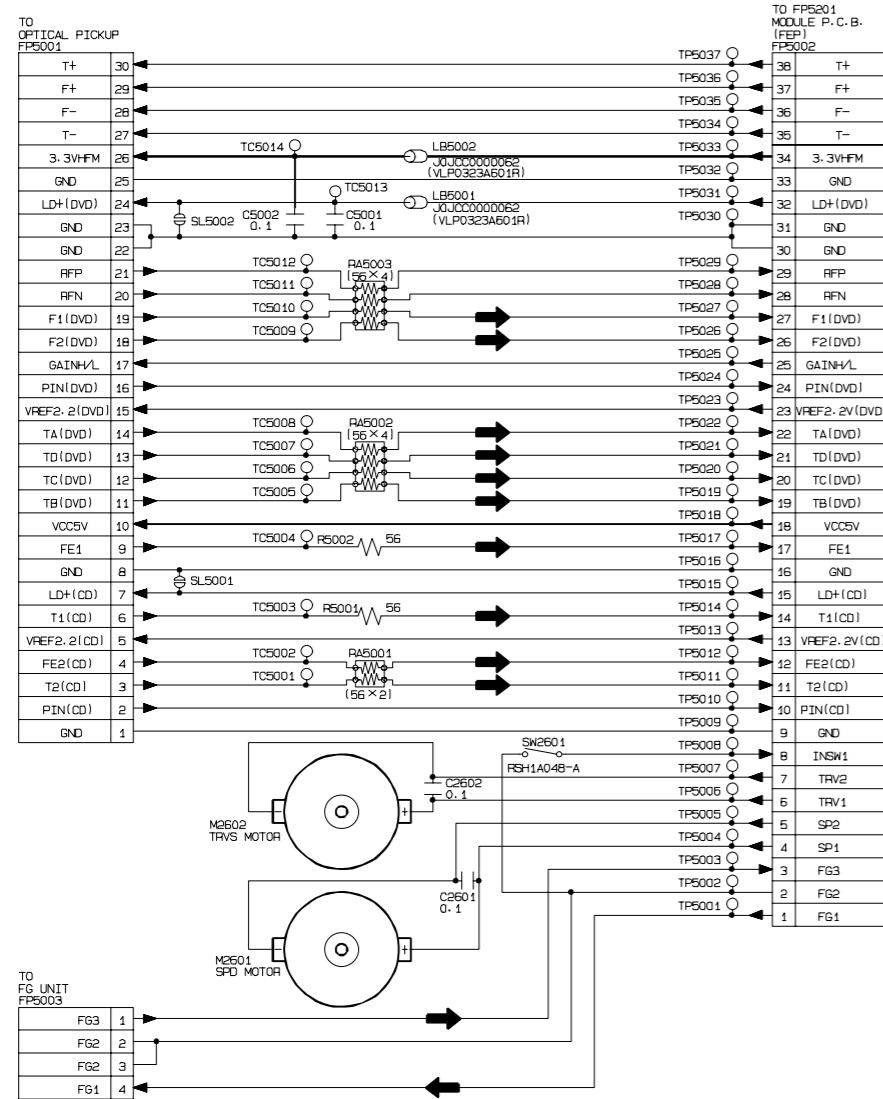 TO
OPTICAL PICKUP
FP5001
TO FP5201
MODULE P.C.B.
(FEP)
FP5002
T+ 30 TP5037 38 T+
F+ 29 TP5036 37 F+
F- 28 TP5035 36 F-
T- 27 TP5034 35 T-
3.3VHFM 26 TC5014 LB5002 TP5033 34 3.3VHFM
J0JCC0000062
(VLP0323A601R)
GND 25 TP5032 33 GND
LD+(DVD) 24 TC5013 LB5001 TP5031 32 LD+(DVD)
J0JCC0000062
(VLP0323A601R)
GND 23 SL5002 C5002 0.1 C5001 0.1 TP5030 31 GND
GND 22 30 GND
RFP 21 TC5012 RA5003 (56×4) TP5029 29 RFP
RFN 20 TC5011 TP5028 28 RFN
F1(DVD) 19 TC5010 TP5027 27 F1(DVD)
F2(DVD) 18 TC5009 TP5026 26 F2(DVD)
GAINH/L 17 TP5025 25 GAINH/L
PIN(DVD) 16 TP5024 24 PIN(DVD)
VREF2.2(DVD) 15 TP5023 23 VREF2.2V(DVD
TA(DVD) 14 TC5008 RA5002 (56×4) TP5022 22 TA(DVD)
TD(DVD) 13 TC5007 TP5021 21 TD(DVD)
TC(DVD) 12 TC5006 TP5020 20 TC(DVD)
TB(DVD) 11 TC5005 TP5019 19 TB(DVD)
VCC5V 10 TP5018 18 VCC5V
FE1 9 TC5004 R5002 56 TP5017 17 FE1
GND 8 TP5016 16 GND
SL5001
LD+(CD) 7 TP5015 15 LD+(CD)
T1(CD) 6 TC5003 R5001 56 TP5014 14 T1(CD)
VREF2.2(CD) 5 TP5013 13 VREF2.2V(CD)
FE2(CD) 4 TC5002 RA5001 TP5012 12 FE2(CD)
T2(CD) 3 TC5001 (56×2) TP5011 11 T2(CD)
PIN(CD) 2 TP5010 10 PIN(CD)
GND 1 TP5009 9 GND
SW2601 TP5008 8 INSW1
RSH1A048-A
TP5007 7 TRV2
C2602
0.1
TP5006 6 TRV1
- +
M2602
TRVS MOTOR
TP5005 5 SP2
TP5004 4 SP1
TP5003 3 FG3
TP5002 2 FG2
C2601
0.1
TP5001 1 FG1
- +
M2601
SPD MOTOR
TO
FG UNIT
FP5003
FG3 1
FG2 2
FG2 3
FG1 4